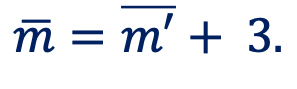 m̅ = m′̅ + 3.